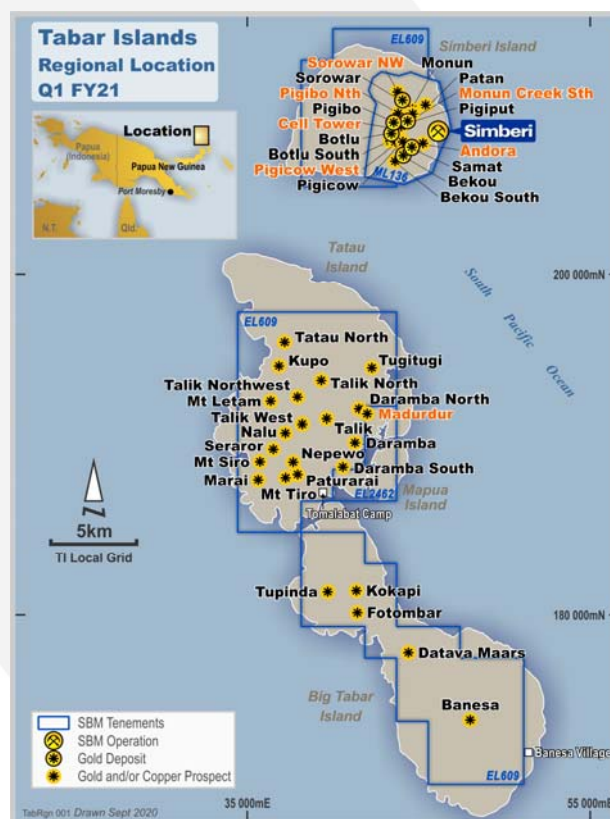 Tabar Islands
Regional Location
Q1 FY21
Location
Papua
(Indonesia)
Papua New Guinea
Port Moresby
N.T.
Qld.
EL609
Simberi Island
Sorowar NW
Monun
Sorowar
Patan
Pigibo Nth
Monun Creek Sth
Pigibo
Pigiput
Cell Tower
Simberi
Botlu
Andora
Botlu South
Samat
Pigicow West
Bekou
Pigicow
ML136
Bekou South
Tatau
Island
200 000mN
South Pacific Ocean
EL609
Tatau North
Kupo
Tugitugi
Talik Northwest
Talik North
Mt Letam
Daramba North
Madurdur
Talik West
Talik
Nalu
Daramba
Seraror
Nepewo
Mt Siro
Daramba South
Marai
Paturarai
Mt Tiro
EL2462
Mapua
Island
Tomalabat Camp
5km
TI Local Grid
Tupinda
Kokapi
Fotombar
180 000mN
Datava Maars
Big Tabar
Island
Banesa
Banesa Village
EL609
SBM Tenements
SBM Operation
Gold Deposit
Gold and/or Copper Prospect
TabRgn 001 Drawn Sept 2020
35 000mE
55 000mE